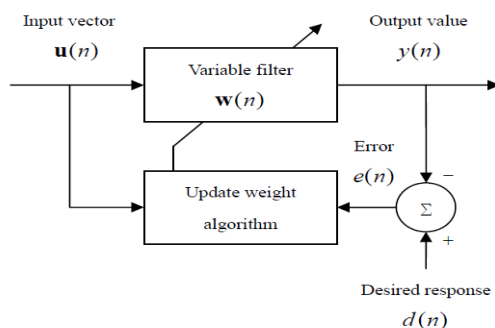 Input vector
u(n)
Variable filter
w(n)
Output value
y(n)
Error
e(n)
−
Update weight
algorithm
Σ
+
Desired response
d(n)